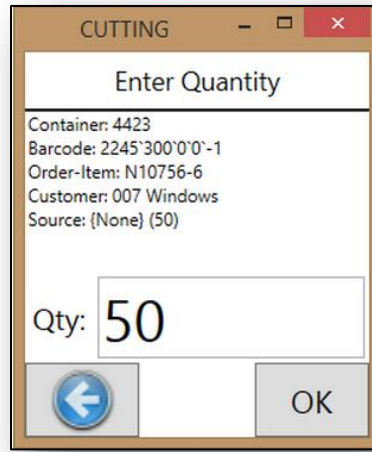 CUTTING
Enter Quantity
Container: 4423
Barcode: 2245`300`0`0`-1
Order-Item: N10756-6
Customer: 007 Windows
Source: {None} (50)
Qty: 50
OK